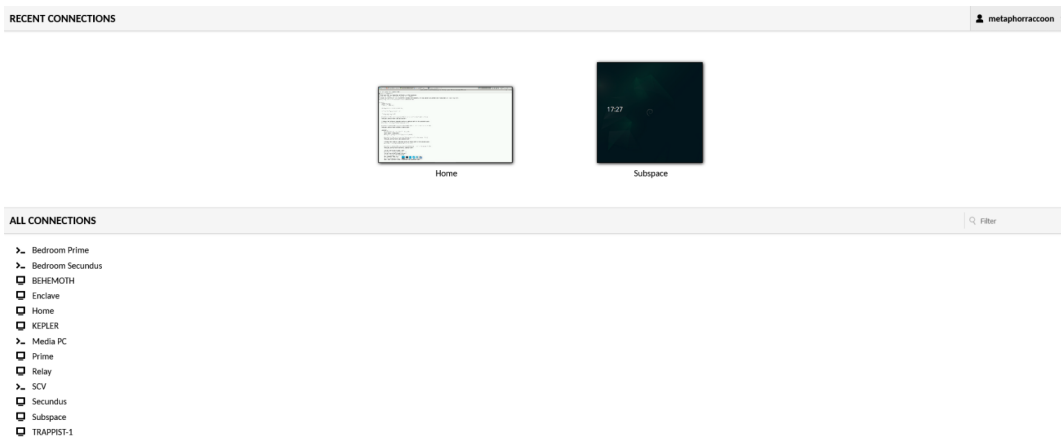 RECENT CONNECTIONS
metaphorraccoon
17:27
Home
Subspace
ALL CONNECTIONS
Filter
Bedroom Prime
Bedroom Secundus
BEHEMOTH
Enclave
Home
KEPLER
Media PC
Prime
Relay
SCV
Secundus
Subspace
TRAPPIST-1